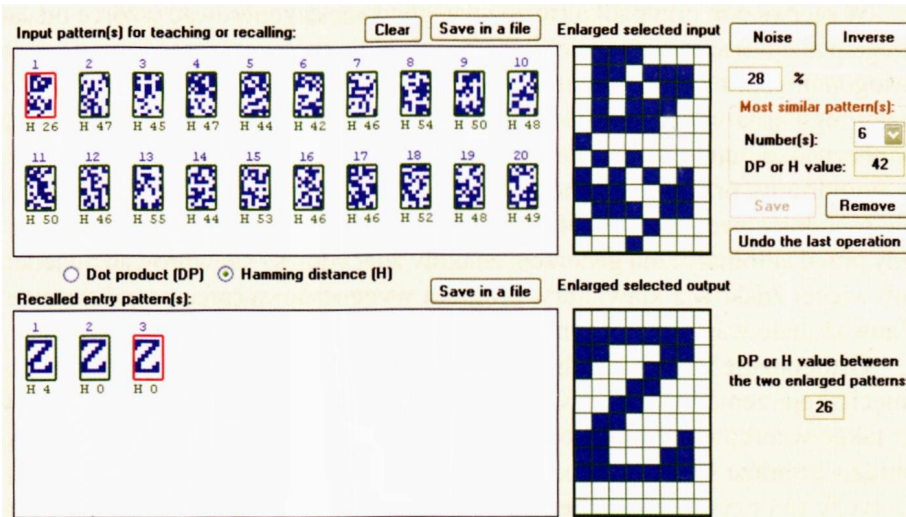 Input pattern(s) for teaching or recalling:
Clear
Save in a file
1 2 3 4 5 6 7 8 9 10
H 26 H 47 H 45 H 47 H 44 H 42 H 46 H 54 H 50 H 48
11 12 13 14 15 16 17 18 19 20
H 50 H 46 H 55 H 44 H 53 H 46 H 46 H 52 H 48 H 49
Dot product (DP) Hamming distance (H)
Recalled entry pattern(s):
Save in a file
1 2 3
H 4 H 0 H 0
Enlarged selected input
Enlarged selected output
Noise
Inverse
28 %
Most similar pattern(s):
Number(s): 6
DP or H value: 42
Save
Remove
Undo the last operation
DP or H value between
the two enlarged patterns
26